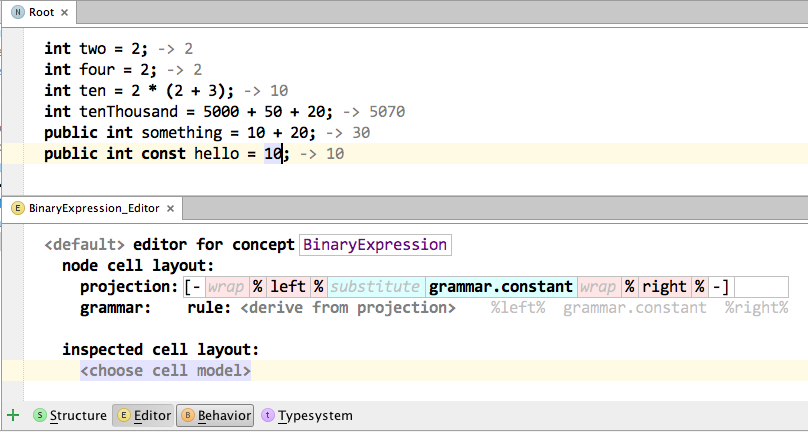 N Root ×
int two = 2; -> 2
int four = 2; -> 2
int ten = 2 * (2 + 3); -> 10
int tenThousand = 5000 + 50 + 20; -> 5070
public int something = 10 + 20; -> 30
public int const hello = 10; -> 10
E BinaryExpression_Editor ×
<default> editor for concept BinaryExpression
node cell layout:
projection: [- wrap % left % substitute grammar.constant wrap % right % -]
grammar: rule: <derive from projection> %left% grammar.constant %right%
inspected cell layout:
<choose cell model>
+ S Structure E Editor B Behavior t Typesystem